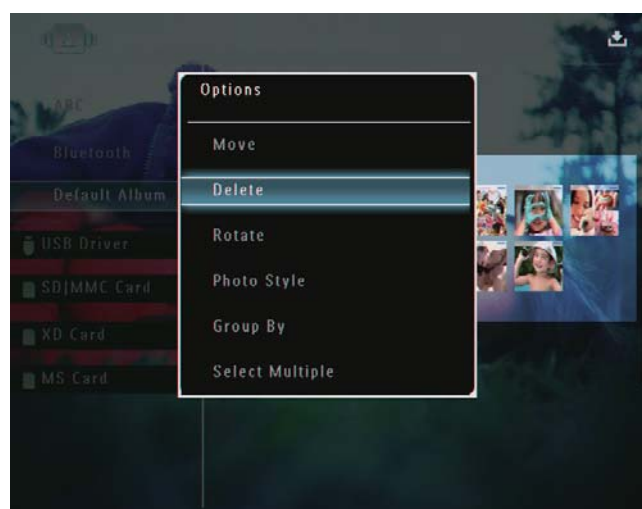 ABC
Bluetooth
Default Album
USB Driver
SD|MMC Card
XD Card
MS Card
Options
Move
Delete
Rotate
Photo Style
Group By
Select Multiple